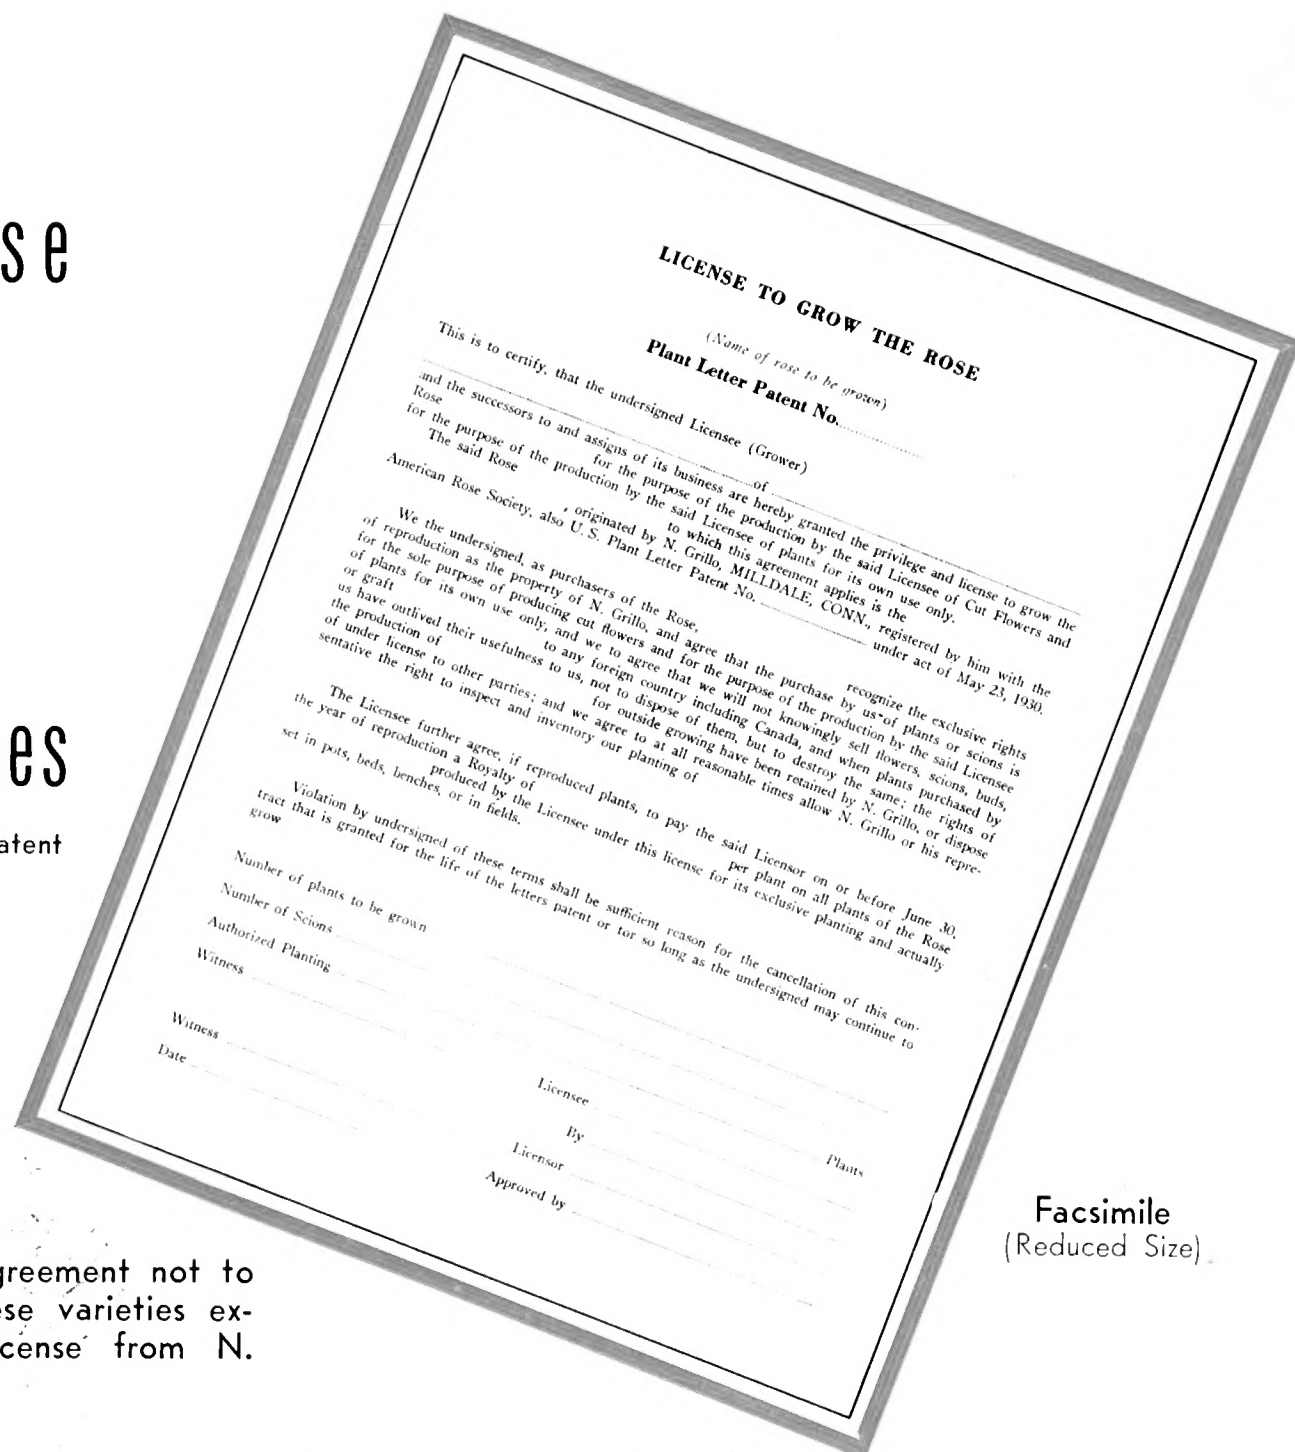 se
es
atent
greement not to
ese varieties ex-
icense from N.
LICENSE TO GROW THE ROSE
(Name of rose to be grown)
Plant Letter Patent No.
This is to certify, that the undersigned Licensee (Grower)
of
and the successors to and assigns of its business are hereby granted the privilege and license to grow the
Rose for the purpose of the production by the said Licensee of Cut Flowers and
for the purpose of the production by the said Licensee of plants for its own use only.
The said Rose to which this agreement applies is the
, originated by N. Grillo, MILLDALE, CONN., registered by him with the
American Rose Society, also U. S. Plant Letter Patent No. under act of May 23, 1930.
We the undersigned, as purchasers of the Rose, recognize the exclusive rights
of reproduction as the property of N. Grillo, and agree that the purchase by us of plants or scions is
for the sole purpose of producing cut flowers and for the purpose of the production by the said Licensee
of plants for its own use only, and we to agree that we will not knowingly sell flowers, scions, buds,
or graft to any foreign country including Canada, and when plants purchased by
us have outlived their usefulness to us, not to dispose of them, but to destroy the same; the rights of
the production of for outside growing have been retained by N. Grillo, or dispose
of under license to other parties; and we agree to at all reasonable times allow N. Grillo or his repre-
sentative the right to inspect and inventory our planting of
The Licensee further agree, if reproduced plants, to pay the said Licensor on or before June 30,
the year of reproduction a Royalty of per plant on all plants of the Rose
produced by the Licensee under this license for its exclusive planting and actually
set in pots, beds, benches, or in fields.
Violation by undersigned of these terms shall be sufficient reason for the cancellation of this con-
tract that is granted for the life of the letters patent or tor so long as the undersigned may continue to
grow
Number of plants to be grown
Number of Scions
Authorized Planting
Plants
Witness
Licensee
By
Witness
Licensor
Date
Approved by
Facsimile
(Reduced Size)